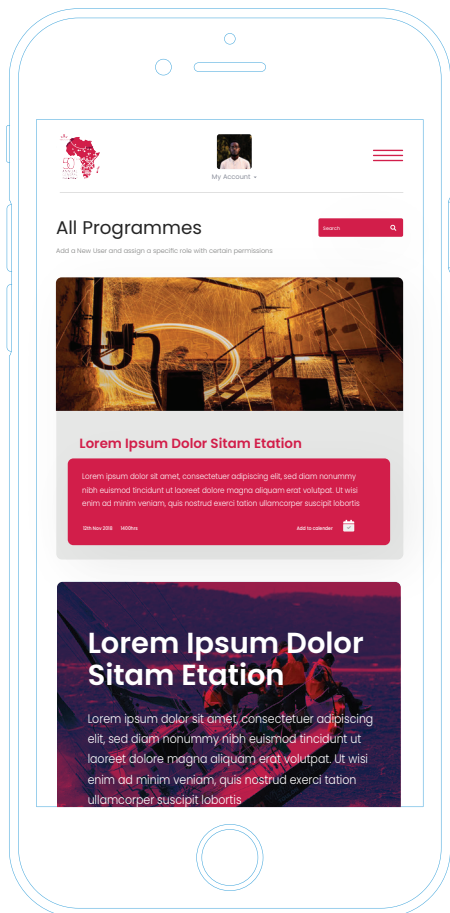 50
My Account
All Programmes
Search
Add a New User and assign a specific role with certain permissions
Lorem Ipsum Dolor Sitam Etation
Lorem ipsum dolor sit amet, consectetuer adipiscing elit, sed diam nonummy
nibh euismod tincidunt ut laoreet dolore magna aliquam erat volutpat. Ut wisi
enim ad minim veniam, quis nostrud exerci tation ullamcorper suscipit lobortis
12th Nov 2018 1400hrs
Add to calender
Lorem Ipsum Dolor
Sitam Etation
Lorem ipsum dolor sit amet, consectetuer adipiscing
elit, sed diam nonummy nibh euismod tincidunt ut
laoreet dolore magna aliquam erat volutpat. Ut wisi
enim ad minim veniam, quis nostrud exerci tation
ullamcorper suscipit lobortis